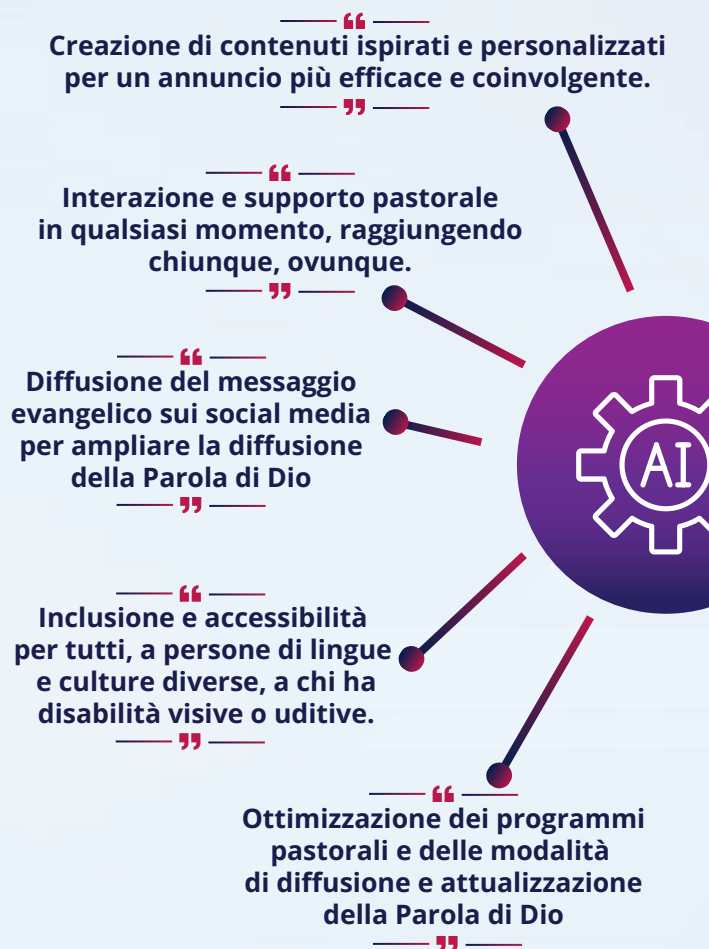 “
Creazione di contenuti ispirati e personalizzati
per un annuncio più efficace e coinvolgente.
”
“
Interazione e supporto pastorale
in qualsiasi momento, raggiungendo
chiunque, ovunque.
”
“
Diffusione del messaggio
evangelico sui social media
per ampliare la diffusione
della Parola di Dio
”
AI
“
Inclusione e accessibilità
per tutti, a persone di lingue
e culture diverse, a chi ha
disabilità visive o uditive.
”
“
Ottimizzazione dei programmi
pastorali e delle modalità
di diffusione e attualizzazione
della Parola di Dio
”